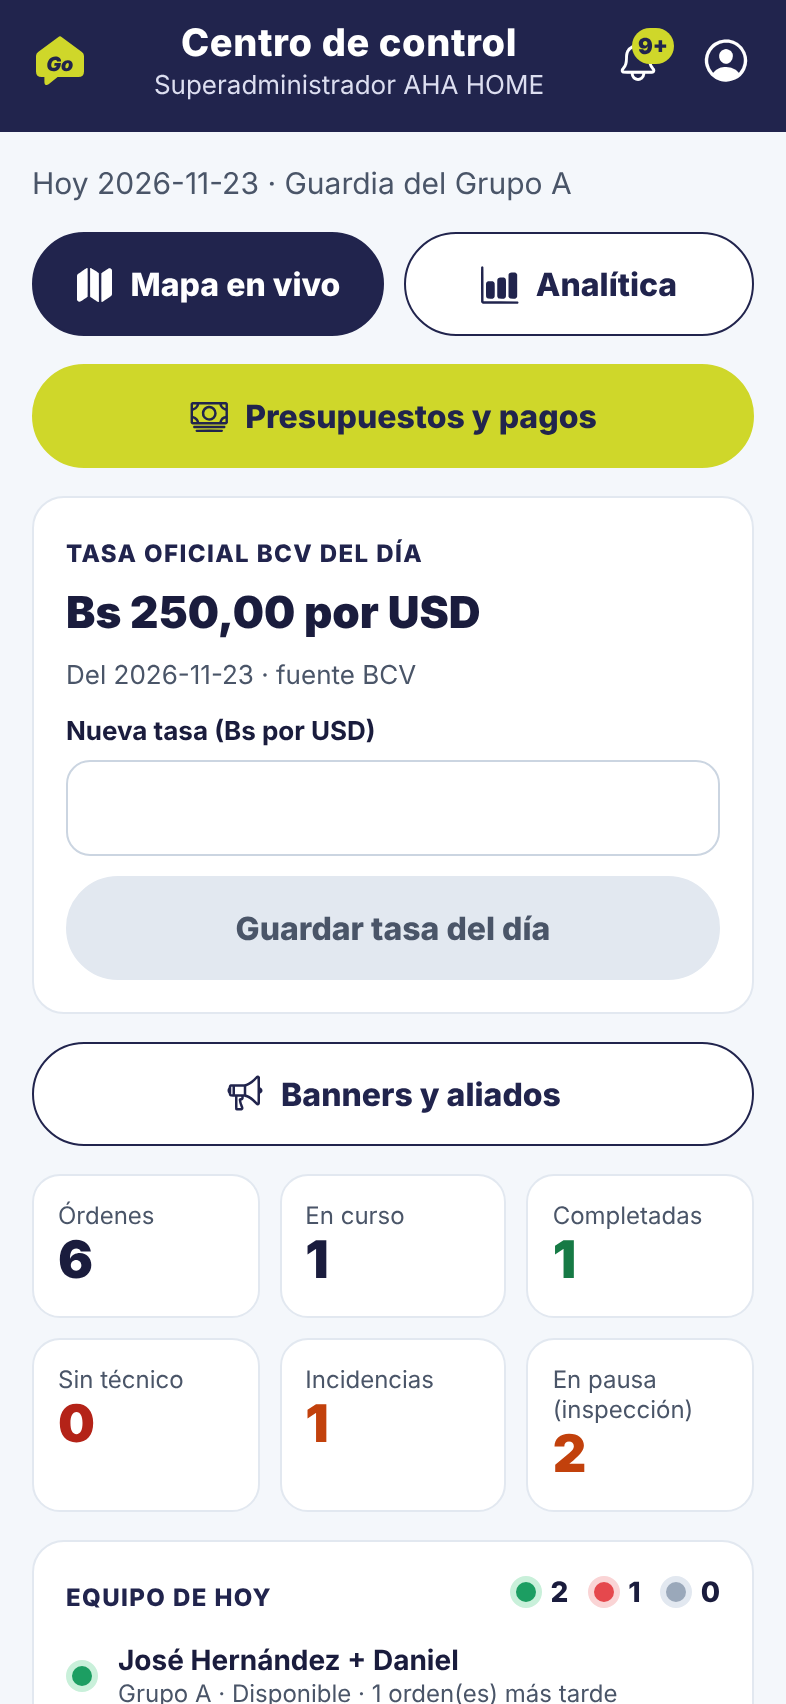 Go
Centro de control
Superadministrador AHA HOME
9+
Hoy 2026-11-23 · Guardia del Grupo A
Mapa en vivo
Analítica
Presupuestos y pagos
TASA OFICIAL BCV DEL DÍA
Bs 250,00 por USD
Del 2026-11-23 · fuente BCV
Nueva tasa (Bs por USD)
Guardar tasa del día
Banners y aliados
Órdenes
6
En curso
1
Completadas
1
Sin técnico
0
Incidencias
1
En pausa
(inspección)
2
EQUIPO DE HOY
2 1 0
José Hernández + Daniel
Grupo A · Disponible · 1 orden(es) más tarde